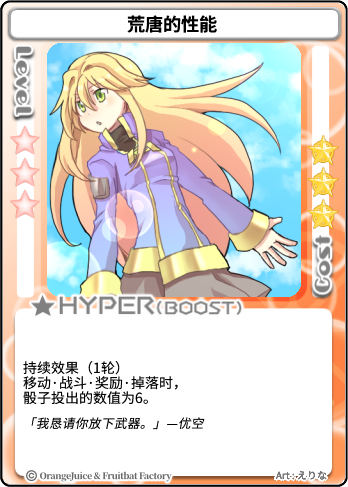 荒唐的性能
Level
Cost
★HYPER(BOOST)
持续效果（1轮）
移动·战斗·奖励·掉落时，
骰子投出的数值为6。
「我恳请你放下武器。」—优空
© OrangeJuice & Fruitbat Factory
Art：えりな